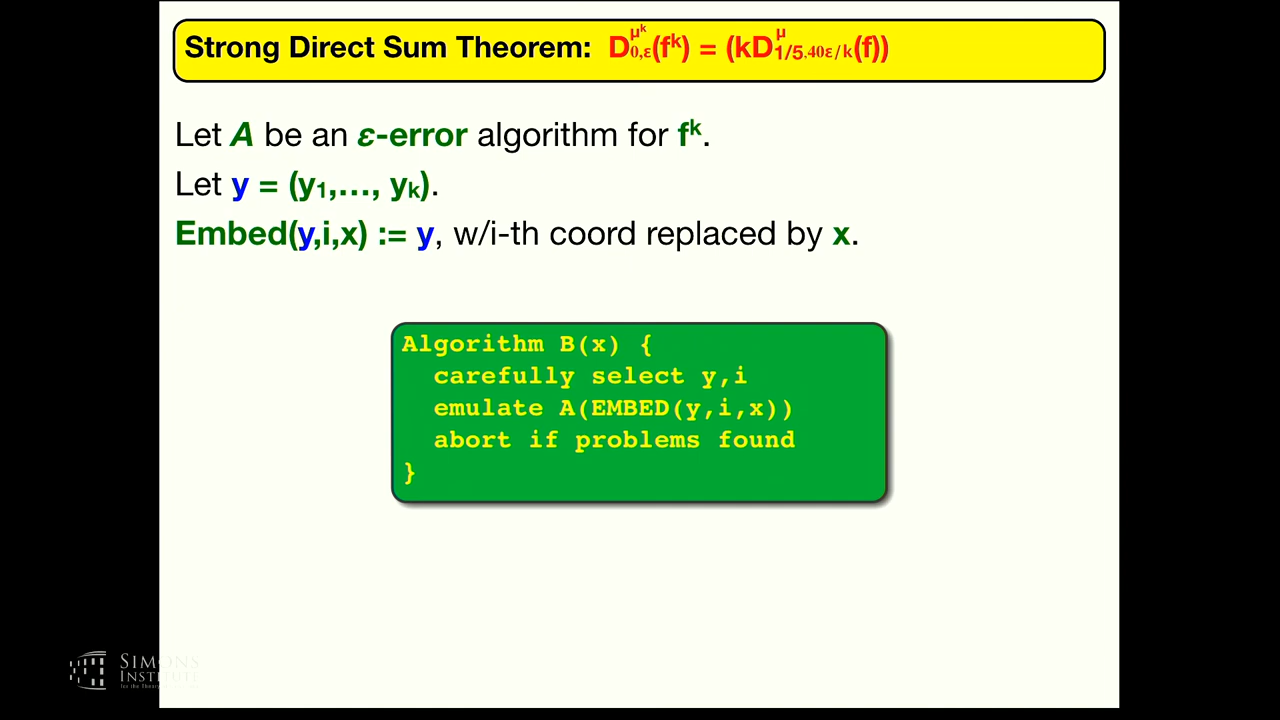 Strong Direct Sum Theorem: D^{μ^k}_{0,ε}(f^k) = (kD^μ_{1/5,40ε/k}(f))
Let A be an ε-error algorithm for f^k.
Let y = (y₁,…, yₖ).
Embed(y,i,x) := y, w/i-th coord replaced by x.
Algorithm B(x) {
carefully select y,i
emulate A(EMBED(y,i,x))
abort if problems found
}
SIMONS
INSTITUTE